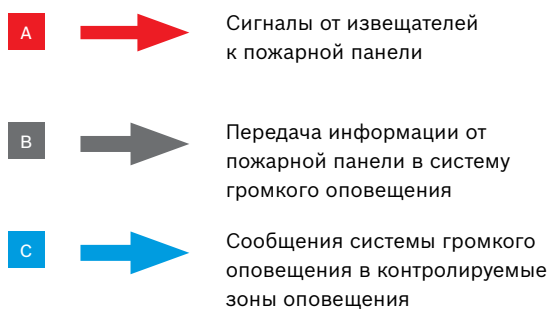 A
Сигналы от извещателей
к пожарной панели
B
Передача информации от
пожарной панели в систему
громкого оповещения
C
Сообщения системы громкого
оповещения в контролируемые
зоны оповещения